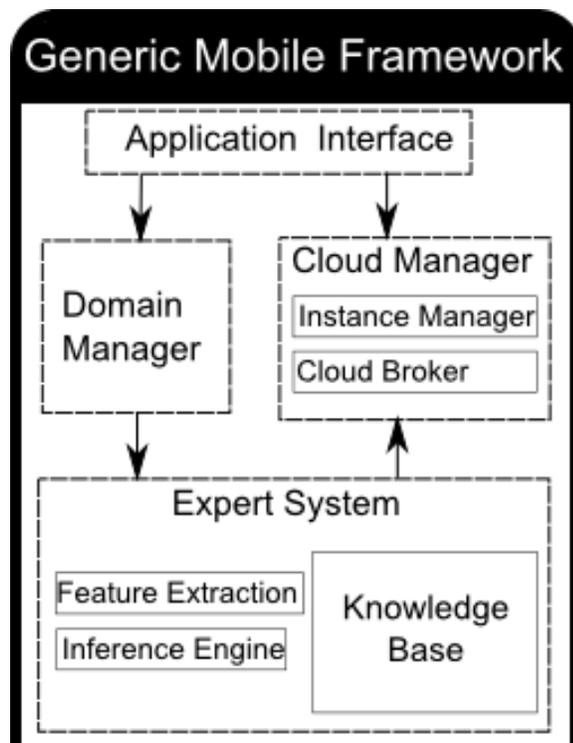 Generic Mobile Framework
Application Interface
Domain
Manager
Cloud Manager
Instance Manager
Cloud Broker
Expert System
Feature Extraction
Inference Engine
Knowledge
Base